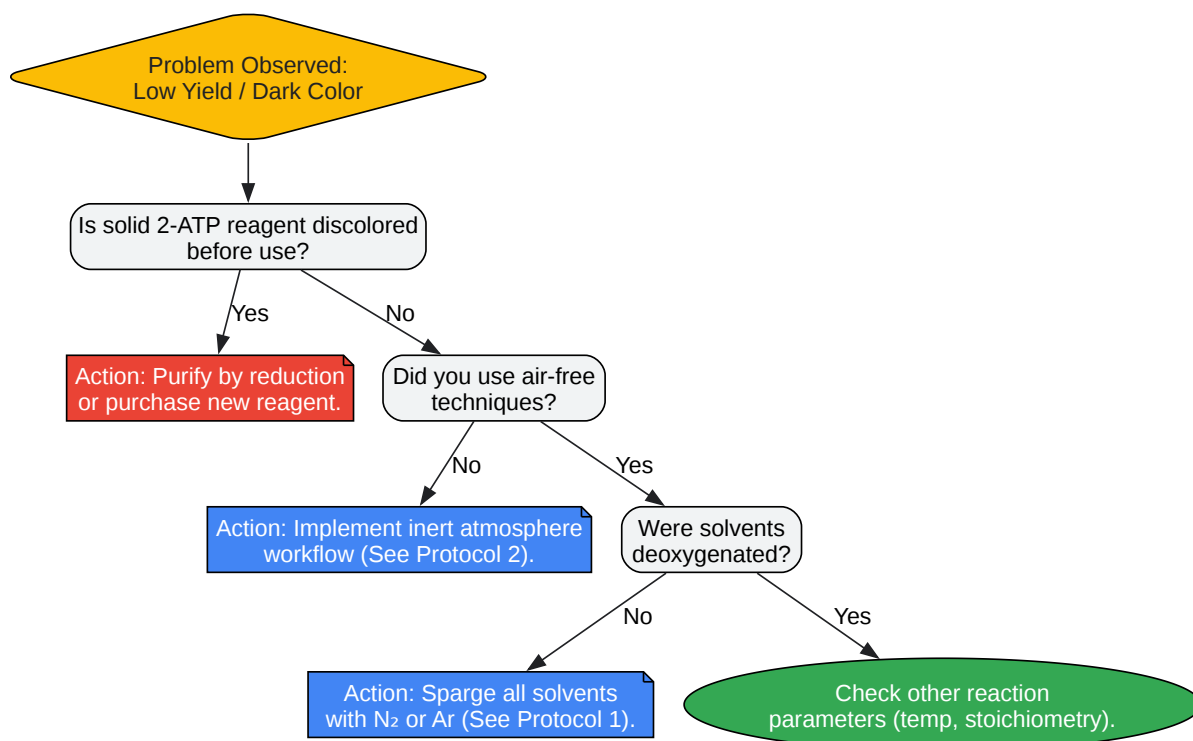 Problem Observed:
Low Yield / Dark Color
Is solid 2-ATP reagent discolored
before use?
Yes
No
Action: Purify by reduction
or purchase new reagent.
Did you use air-free
techniques?
No
Yes
Action: Implement inert atmosphere
workflow (See Protocol 2).
Were solvents
deoxygenated?
No
Yes
Action: Sparge all solvents
with N₂ or Ar (See Protocol 1).
Check other reaction
parameters (temp, stoichiometry).